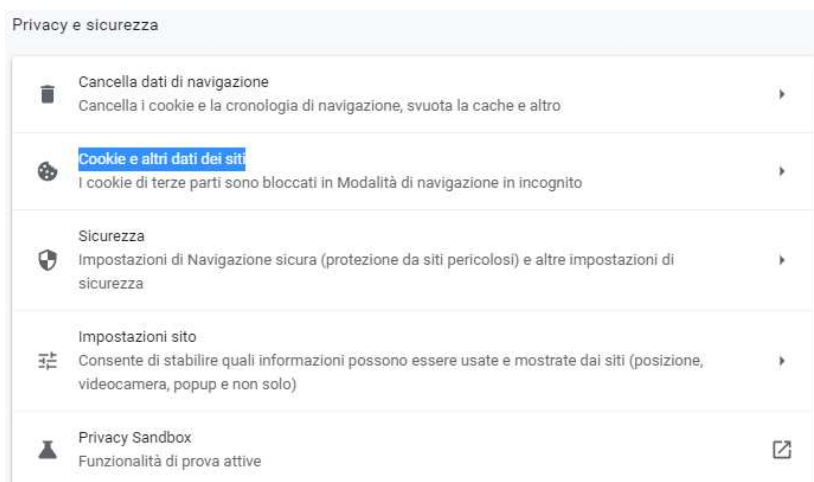 Privacy e sicurezza
Cancella dati di navigazione
Cancella i cookie e la cronologia di navigazione, svuota la cache e altro
Cookie e altri dati dei siti
I cookie di terze parti sono bloccati in Modalità di navigazione in incognito
Sicurezza
Impostazioni di Navigazione sicura (protezione da siti pericolosi) e altre impostazioni di
sicurezza
Impostazioni sito
Consente di stabilire quali informazioni possono essere usate e mostrate dai siti (posizione,
videocamera, popup e non solo)
Privacy Sandbox
Funzionalità di prova attive